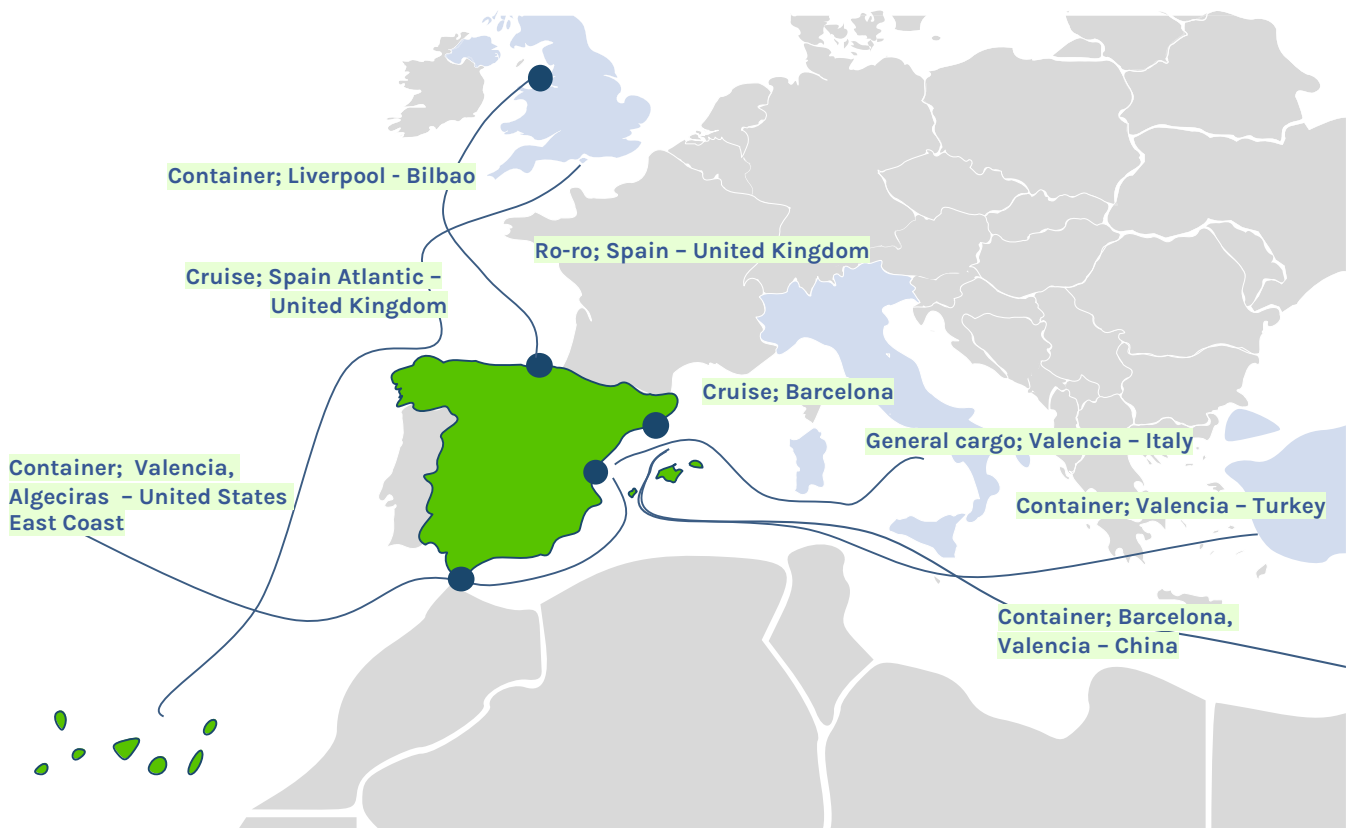 Container; Liverpool - Bilbao
Ro-ro; Spain – United Kingdom
Cruise; Spain Atlantic –
United Kingdom
Cruise; Barcelona
General cargo; Valencia – Italy
Container; Valencia,
Algeciras – United States
East Coast
Container; Valencia – Turkey
Container; Barcelona,
Valencia – China